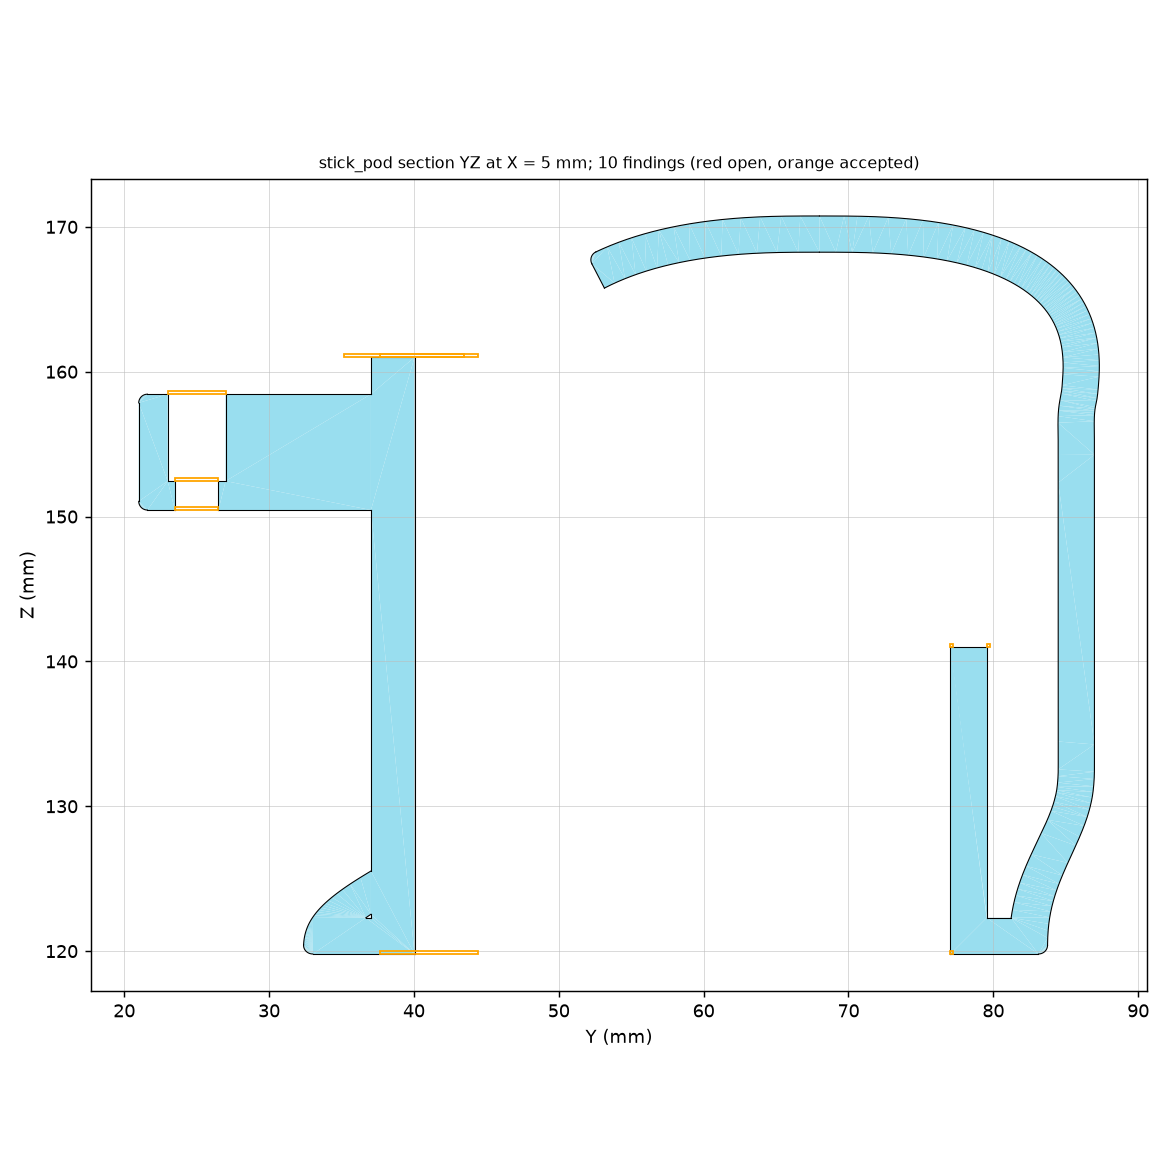 stick_pod section YZ at X = 5 mm; 10 findings (red open, orange accepted)
170
160
150
140
130
120
Z (mm)
20 30 40 50 60 70 80 90
Y (mm)